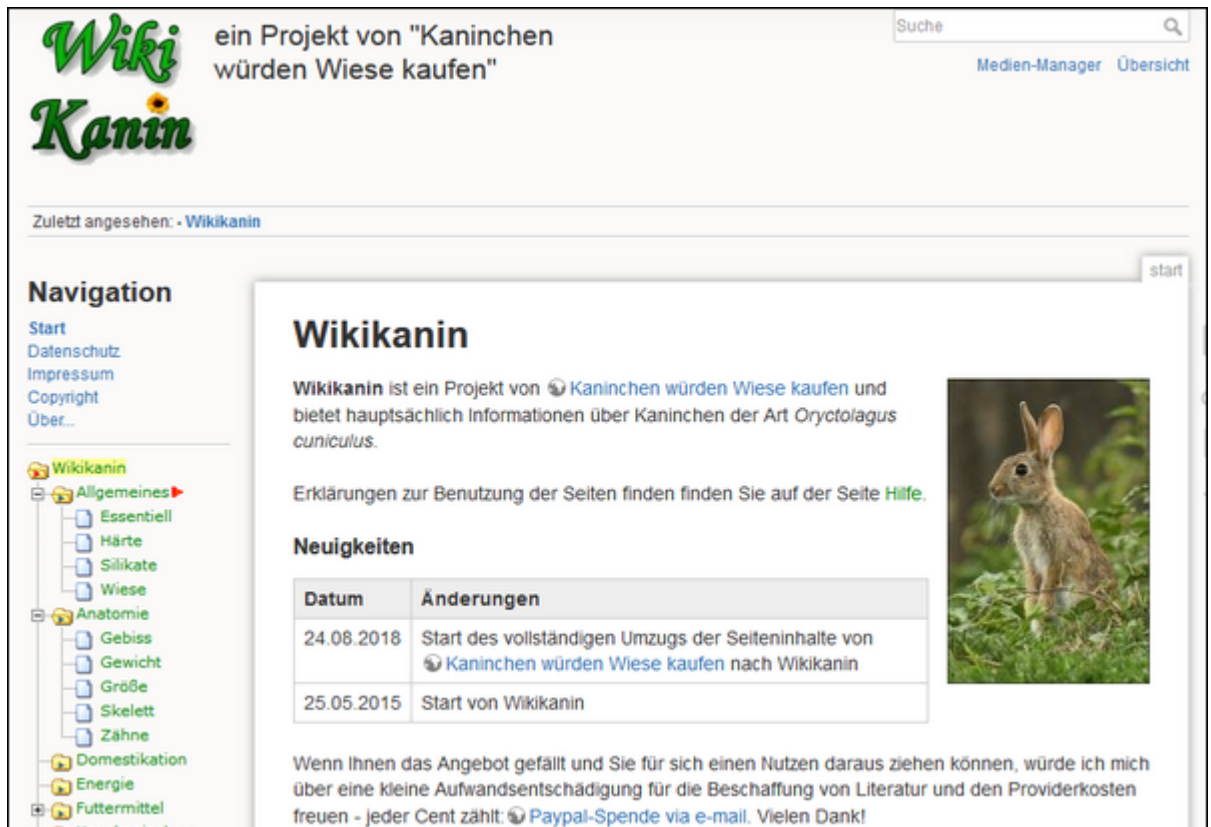 Wiki
Kanin
ein Projekt von "Kaninchen
würden Wiese kaufen"
Suche
Medien-Manager Übersicht
Zuletzt angesehen: • Wikikanin
start
Navigation
Start
Datenschutz
Impressum
Copyright
Über...
Wikikanin
Allgemeines
Essentiell
Härte
Silikate
Wiese
Anatomie
Gebiss
Gewicht
Größe
Skelett
Zähne
Domestikation
Energie
Futtermittel
Wikikanin
Wikikanin ist ein Projekt von Kaninchen würden Wiese kaufen und
bietet hauptsächlich Informationen über Kaninchen der Art Oryctolagus
cuniculus.
Erklärungen zur Benutzung der Seiten finden finden Sie auf der Seite Hilfe.
Neuigkeiten
Datum Änderungen
24.08.2018 Start des vollständigen Umzugs der Seiteninhalte von
Kaninchen würden Wiese kaufen nach Wikikanin
25.05.2015 Start von Wikikanin
Wenn Ihnen das Angebot gefällt und Sie für sich einen Nutzen daraus ziehen können, würde ich mich
über eine kleine Aufwandsentschädigung für die Beschaffung von Literatur und den Providerkosten
freuen - jeder Cent zählt: Paypal-Spende via e-mail. Vielen Dank!